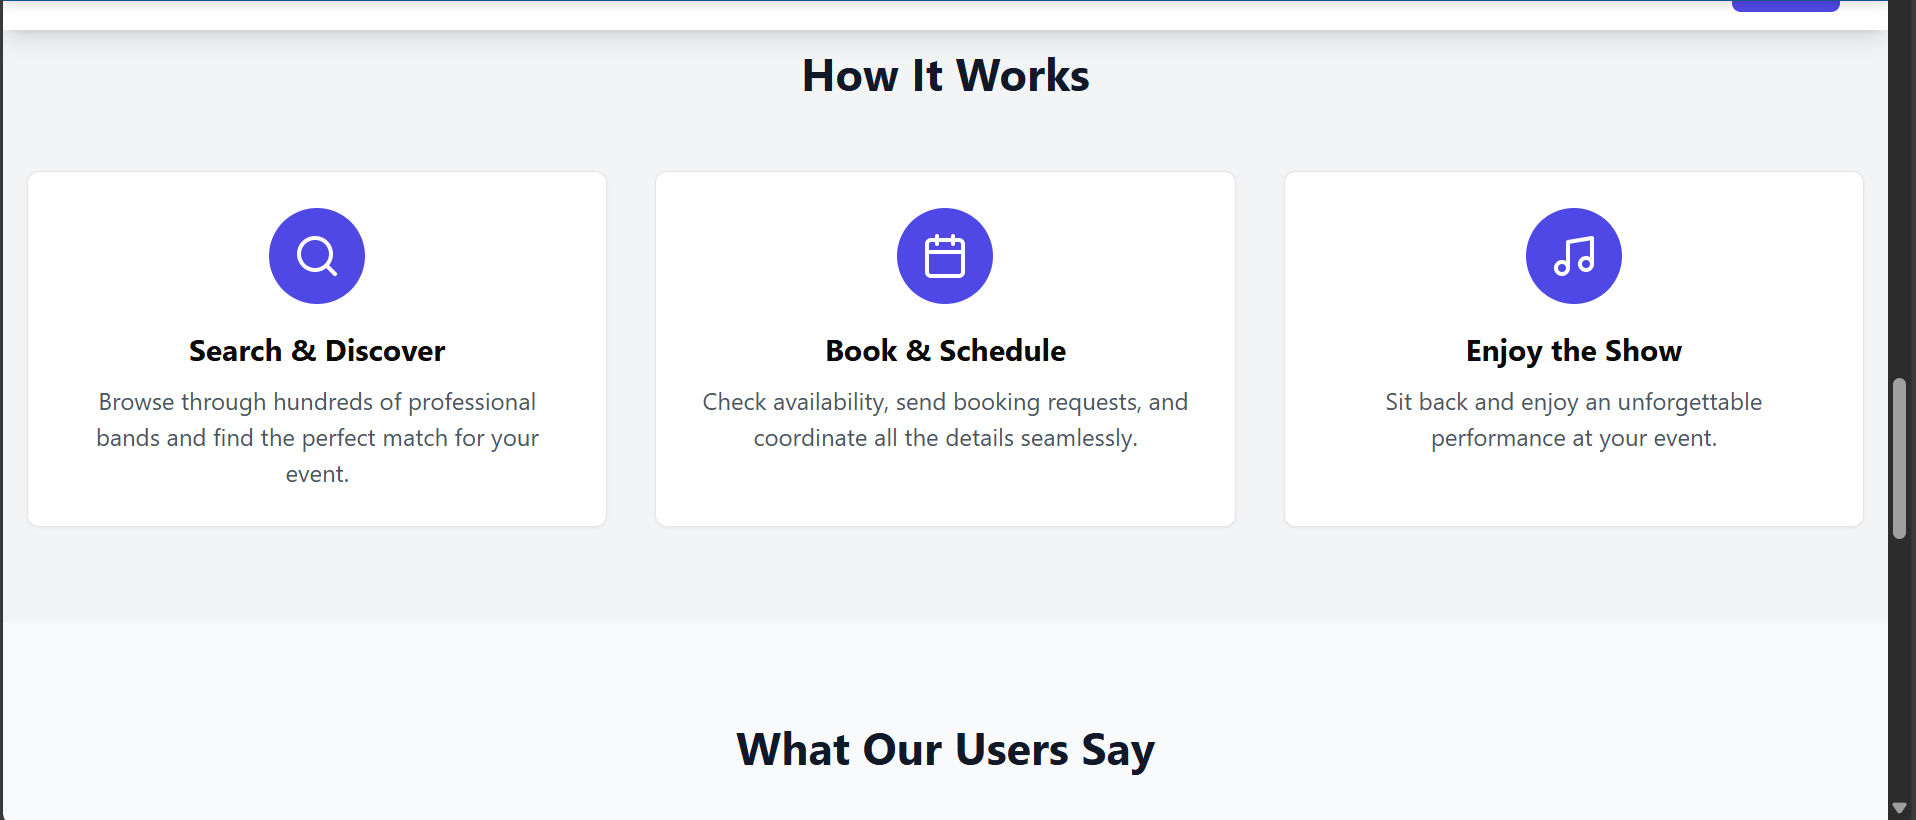 How It Works
Search & Discover
Browse through hundreds of professional
bands and find the perfect match for your
event.
Book & Schedule
Check availability, send booking requests, and
coordinate all the details seamlessly.
Enjoy the Show
Sit back and enjoy an unforgettable
performance at your event.
What Our Users Say